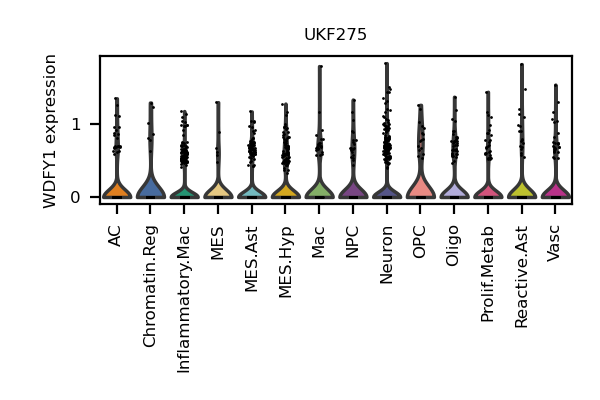 UKF275
WDFY1 expression
1
0
AC
Chromatin.Reg
Inflammatory.Mac
MES
MES.Ast
MES.Hyp
Mac
NPC
Neuron
OPC
Oligo
Prolif.Metab
Reactive.Ast
Vasc